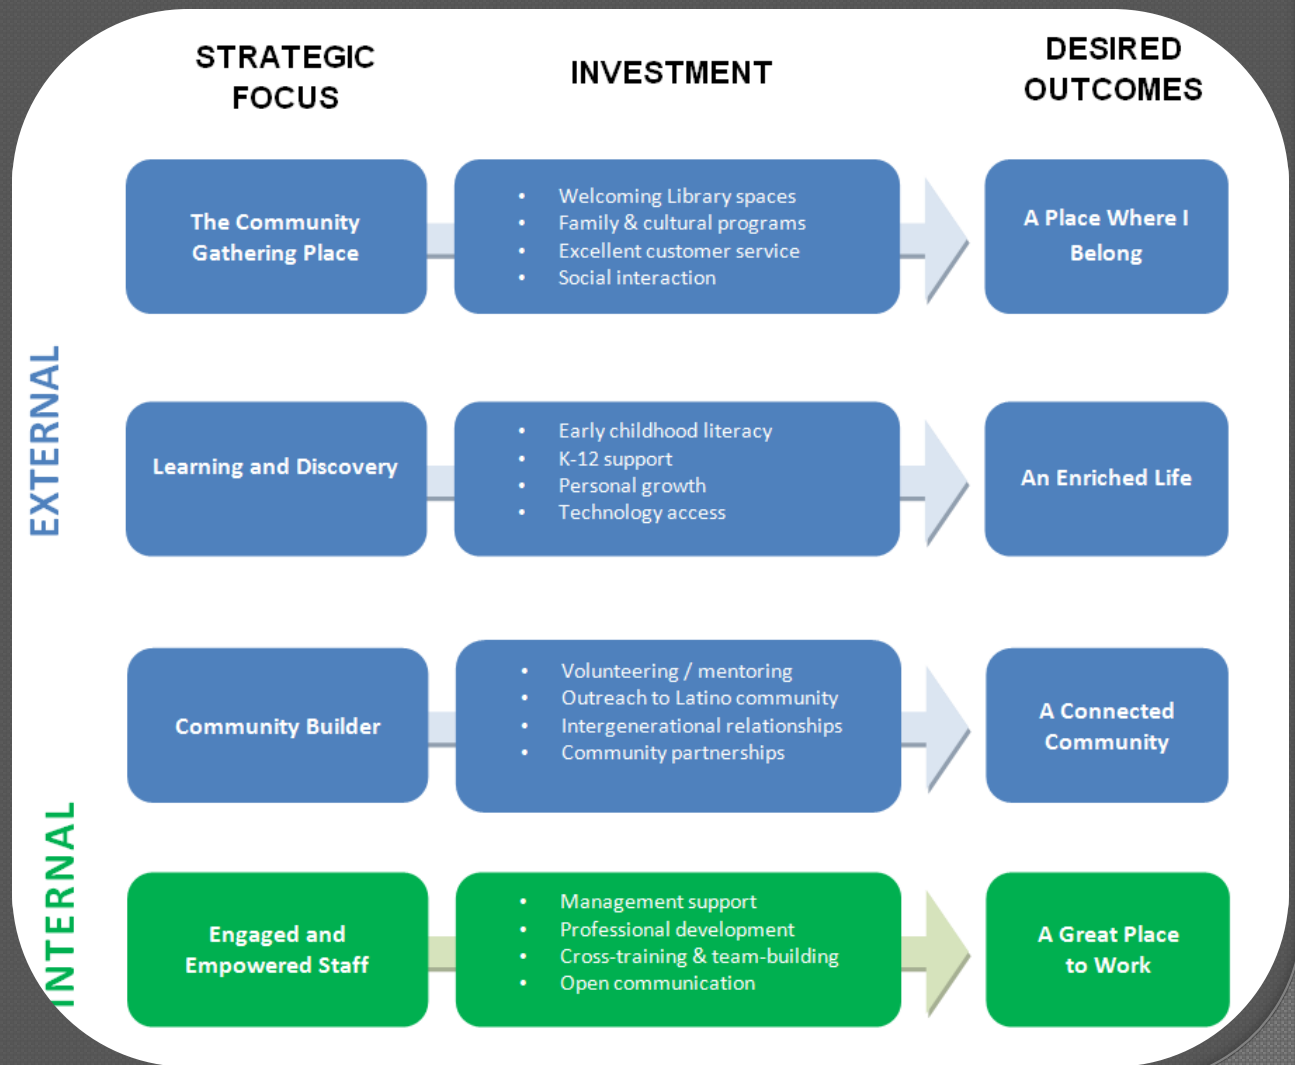 STRATEGIC
FOCUS
INVESTMENT
DESIRED
OUTCOMES
EXTERNAL
The Community
Gathering Place
• Welcoming Library spaces
• Family & cultural programs
• Excellent customer service
• Social interaction
A Place Where I
Belong
Learning and Discovery
• Early childhood literacy
• K-12 support
• Personal growth
• Technology access
An Enriched Life
Community Builder
• Volunteering / mentoring
• Outreach to Latino community
• Intergenerational relationships
• Community partnerships
A Connected
Community
INTERNAL
Engaged and
Empowered Staff
• Management support
• Professional development
• Cross-training & team-building
• Open communication
A Great Place
to Work